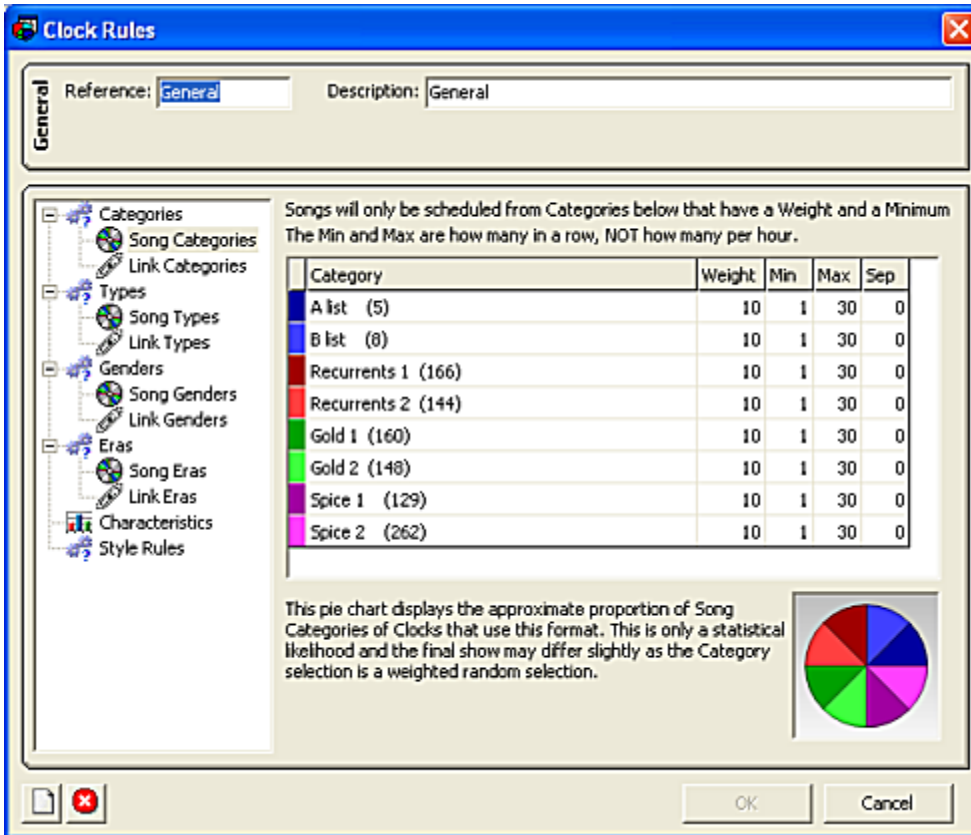 Clock Rules
General
Reference: General Description: General
Categories
Song Categories
Link Categories
Types
Song Types
Link Types
Genders
Song Genders
Link Genders
Eras
Song Eras
Link Eras
Characteristics
Style Rules
Songs will only be scheduled from Categories below that have a Weight and a Minimum
The Min and Max are how many in a row, NOT how many per hour.
Category Weight Min Max Sep
A list (5) 10 1 30 0
B list (8) 10 1 30 0
Recurrents 1 (166) 10 1 30 0
Recurrents 2 (144) 10 1 30 0
Gold 1 (160) 10 1 30 0
Gold 2 (148) 10 1 30 0
Spice 1 (129) 10 1 30 0
Spice 2 (262) 10 1 30 0
This pie chart displays the approximate proportion of Song
Categories of Clocks that use this format. This is only a statistical
likelihood and the final show may differ slightly as the Category
selection is a weighted random selection.
OK Cancel